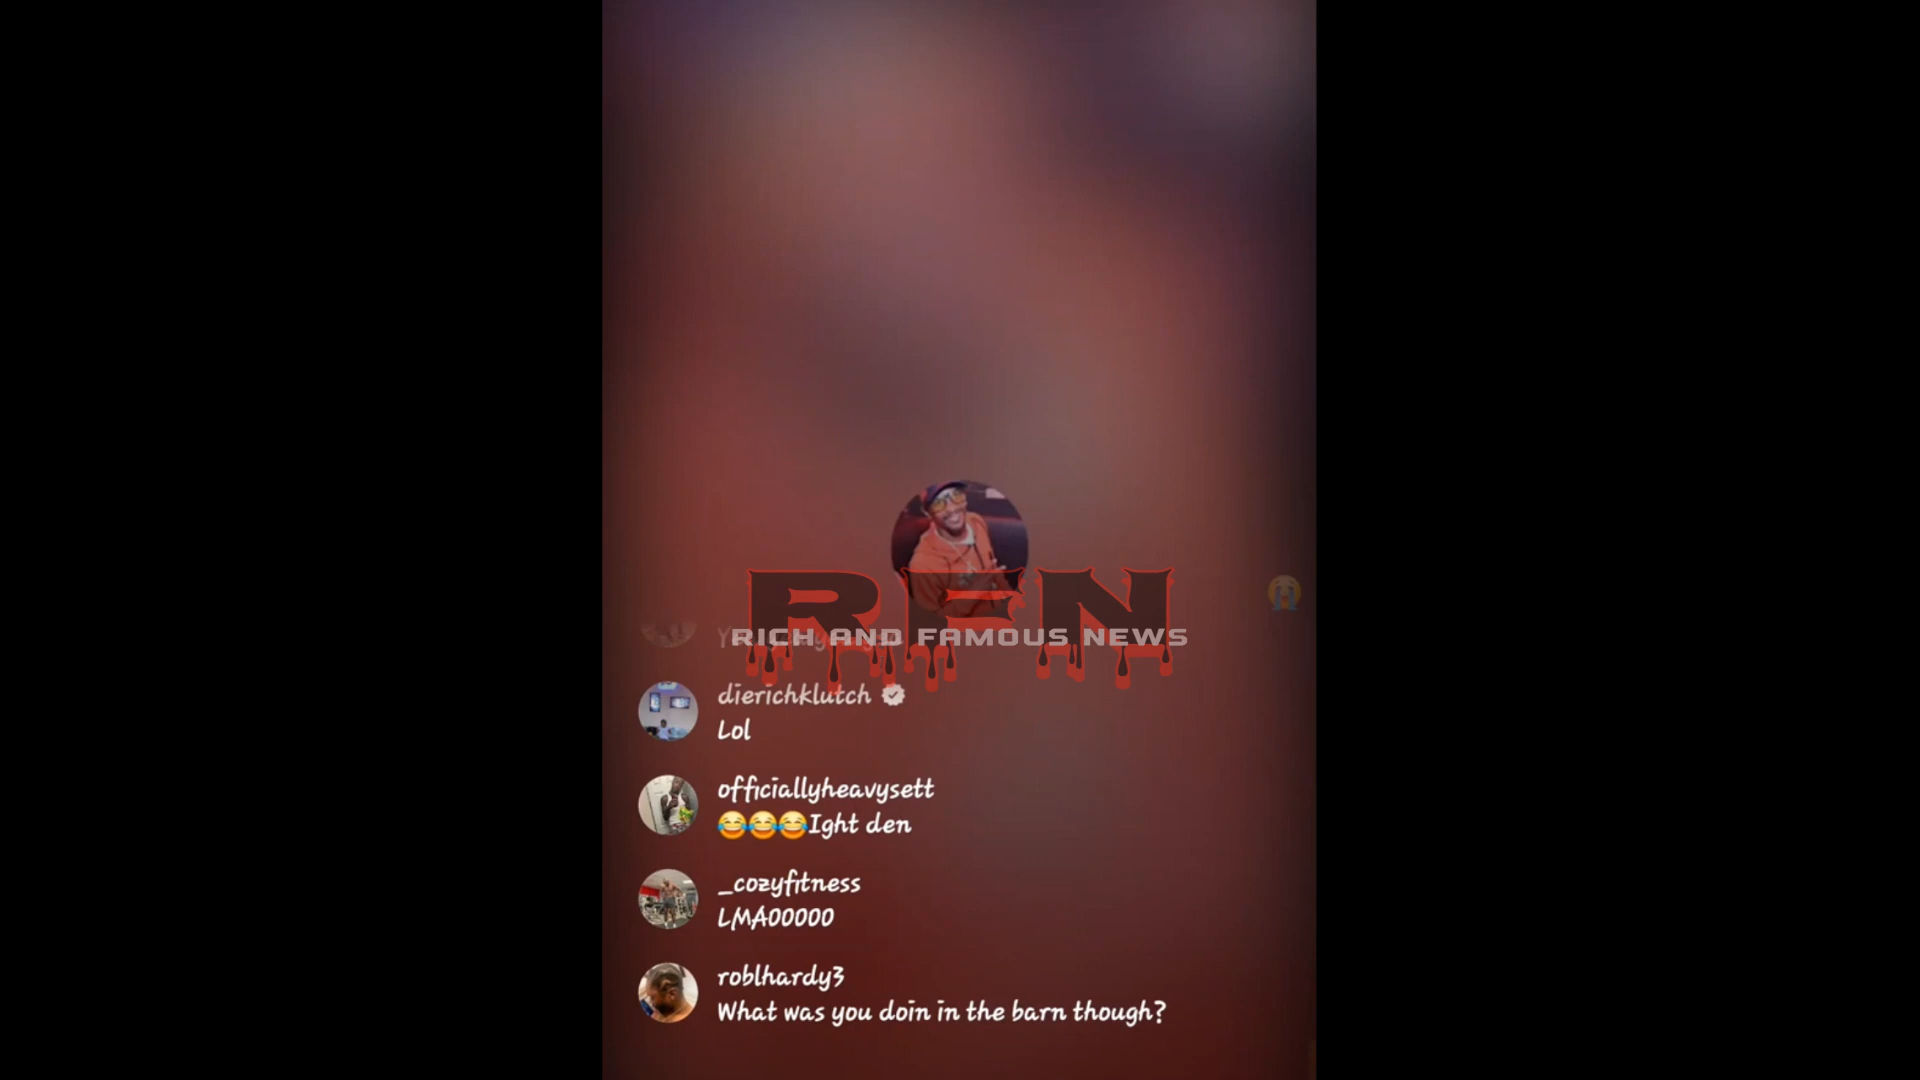 RFN
RICH AND FAMOUS NEWS
dierichklutch
Lol
officiallyheavysett
😂😂😂Ight den
_cozyfitness
LMAOOOOO
roblhardy3
What was you doin in the barn though?